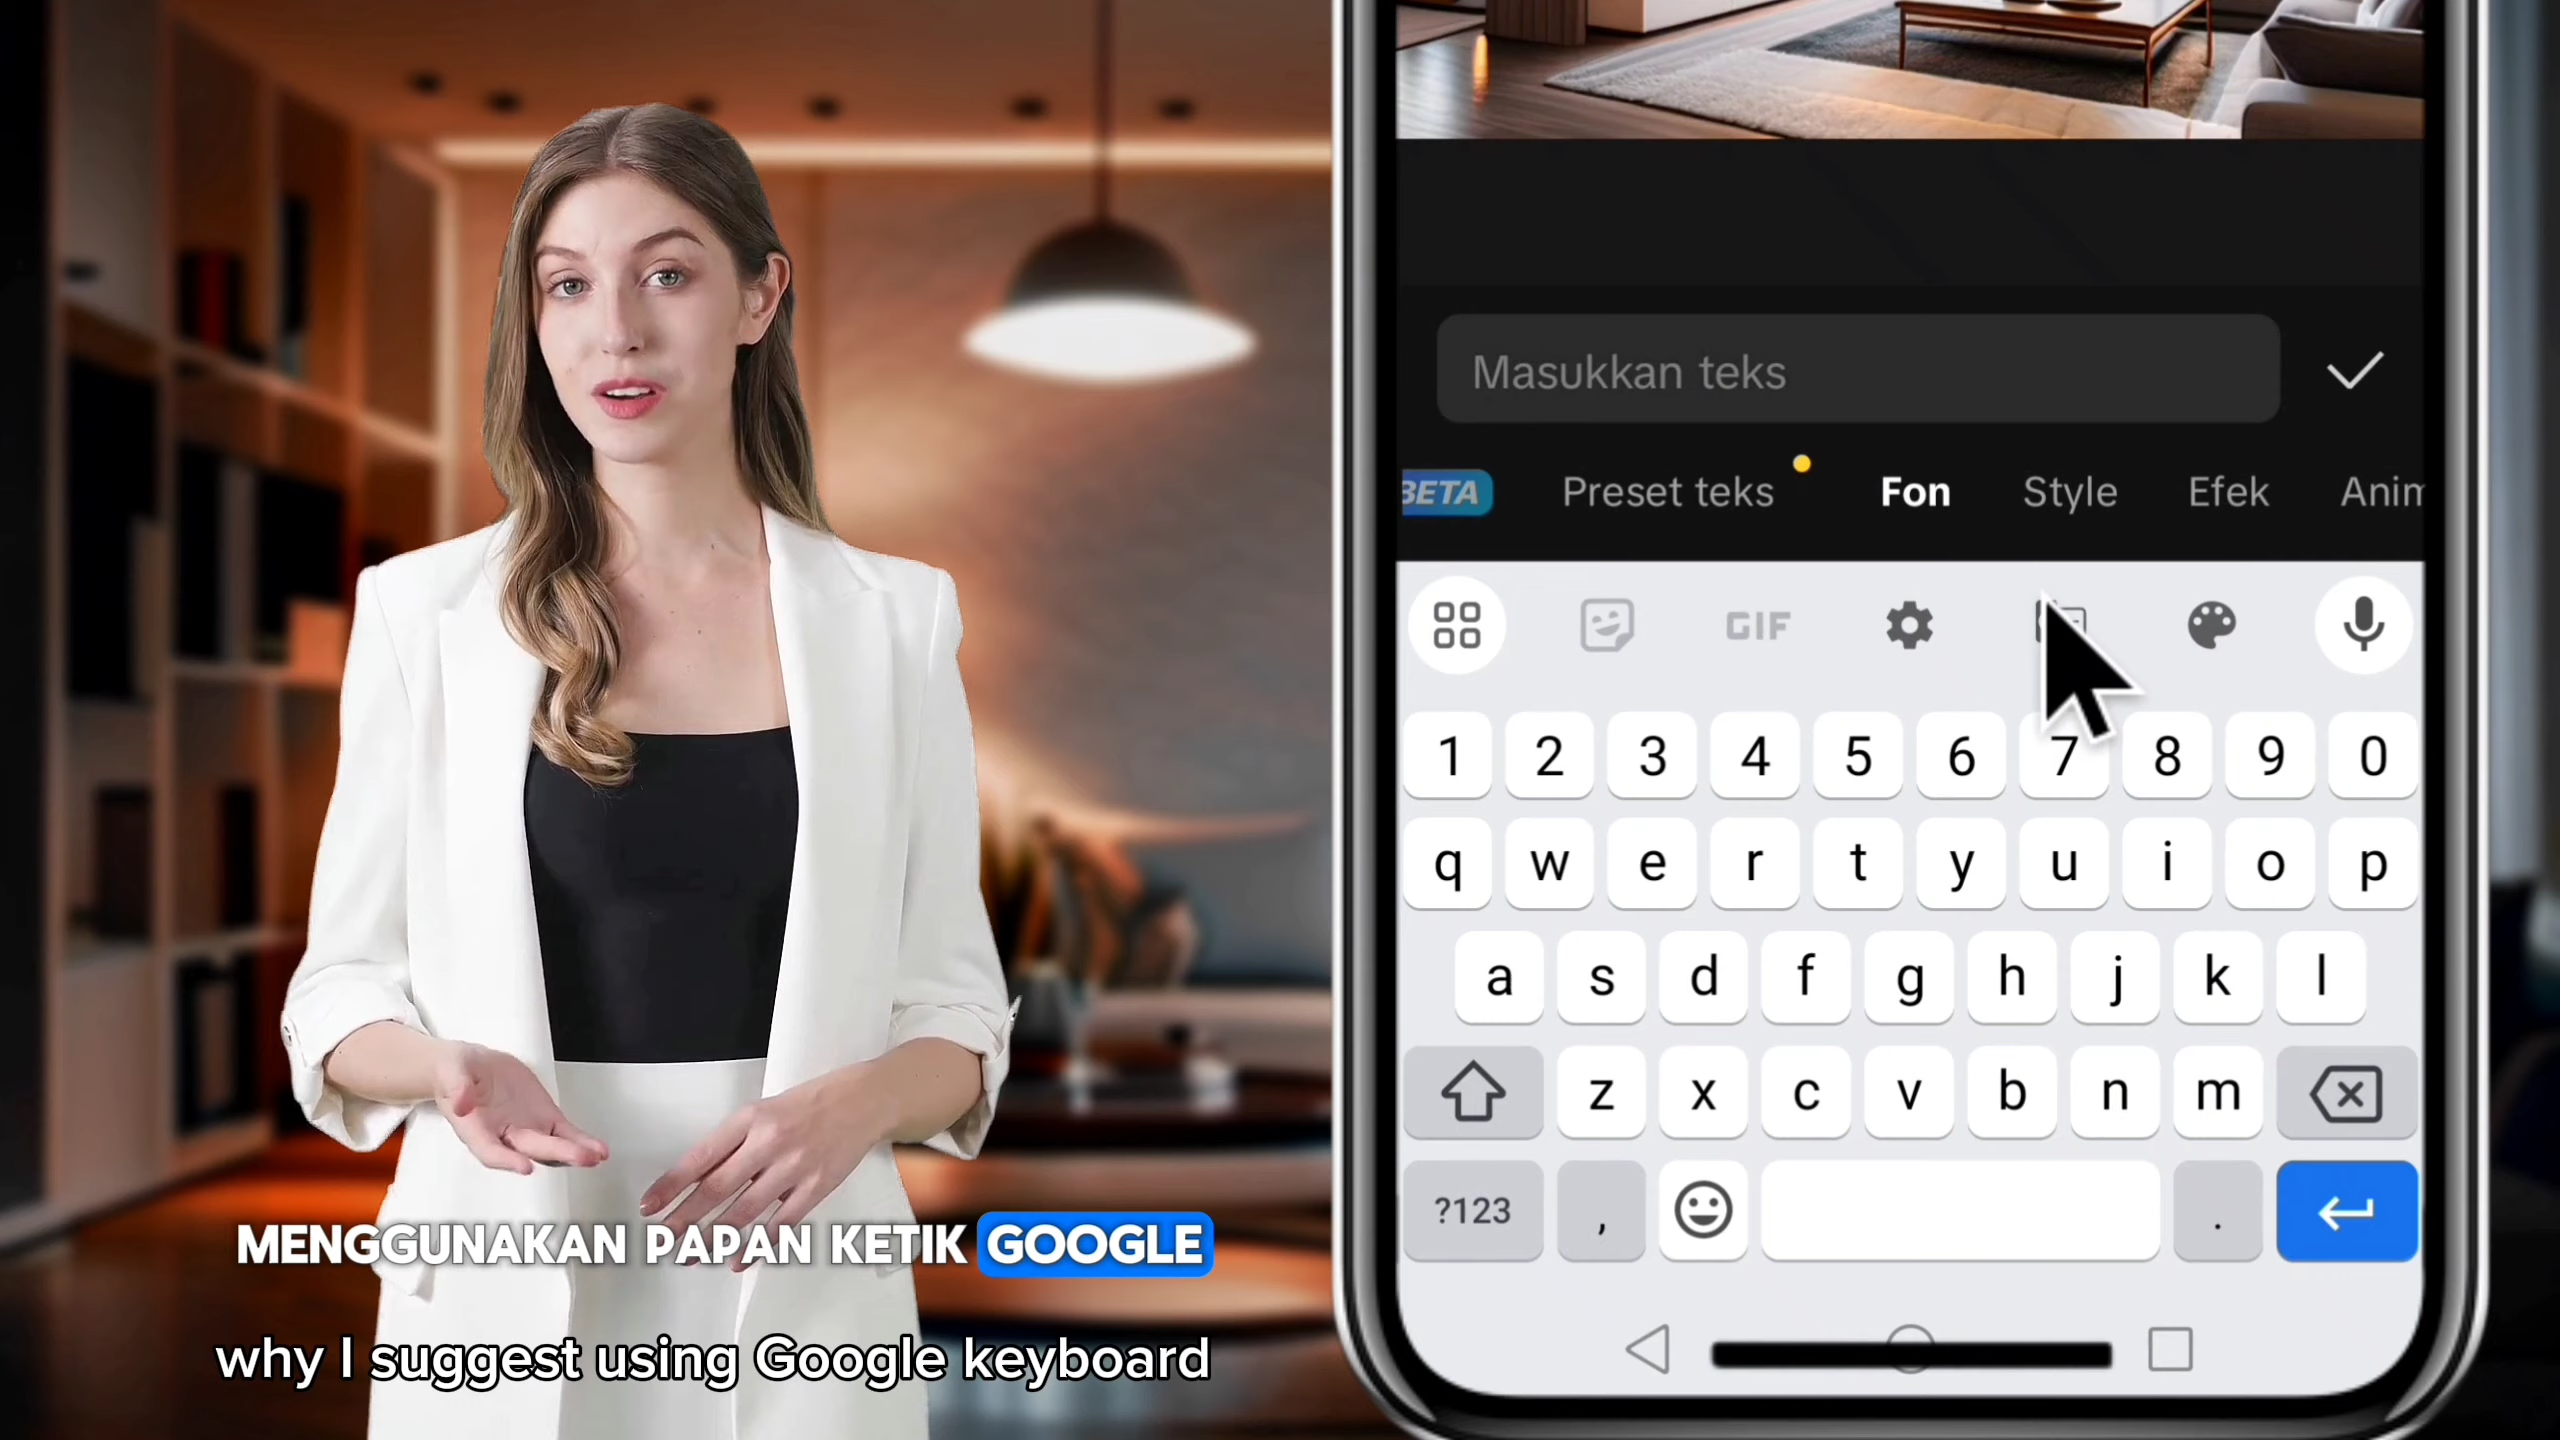 Masukkan teks
BETA Preset teks Fon Style Efek Anim
GIF
1 2 3 4 5 6 7 8 9 0
q w e r t y u i o p
a s d f g h j k l
z x c v b n m
?123 , .
MENGGUNAKAN PAPAN KETIK GOOGLE
why I suggest using Google keyboard